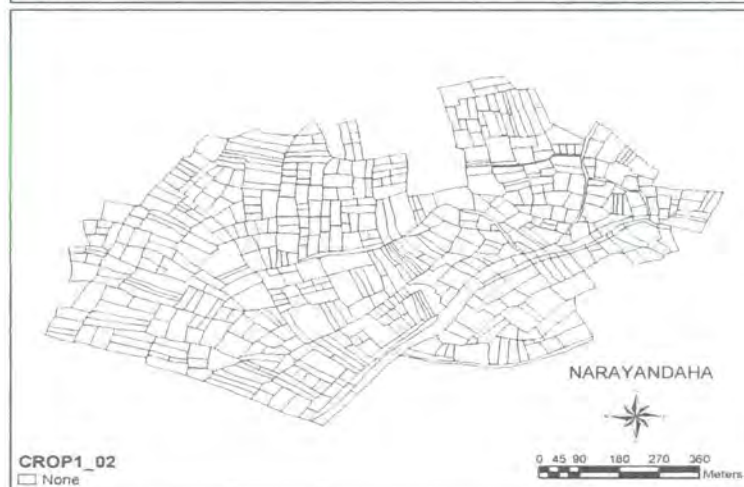 NARAYANDAHA
CROP1_02
None
0 45 90 180 270 360
Meters